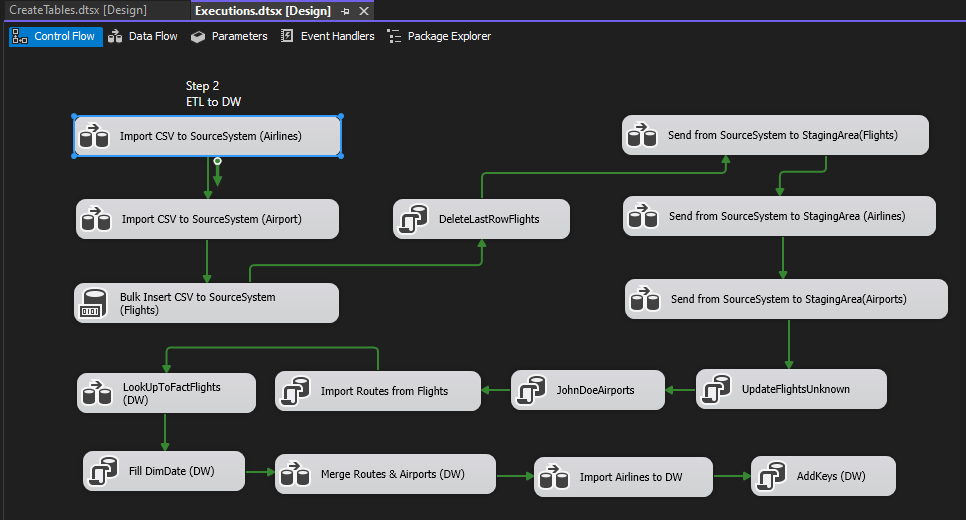 CreateTables.dtsx [Design]
Executions.dtsx [Design]
Control Flow
Data Flow
Parameters
Event Handlers
Package Explorer
Step 2
ETL to DW
Import CSV to SourceSystem (Airlines)
Import CSV to SourceSystem (Airport)
Bulk Insert CSV to SourceSystem
(Flights)
DeleteLastRowFlights
Send from SourceSystem to StagingArea(Flights)
Send from SourceSystem to StagingArea (Airlines)
Send from SourceSystem to StagingArea(Airports)
UpdateFlightsUnknown
JohnDoeAirports
Import Routes from Flights
LookUpToFactFlights
(DW)
Fill DimDate (DW)
Merge Routes & Airports (DW)
Import Airlines to DW
AddKeys (DW)